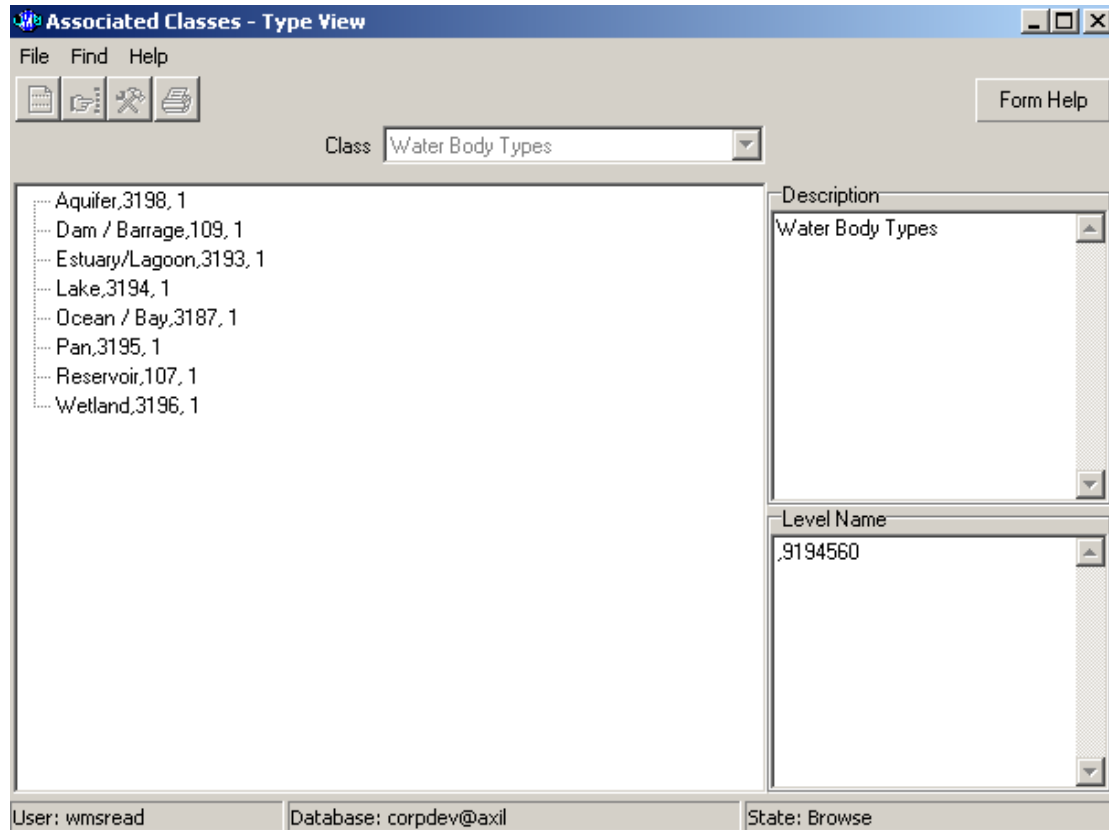 Associated Classes - Type View
File Find Help
Form Help
Class Water Body Types
Aquifer,3198, 1
Dam / Barrage,109, 1
Estuary/Lagoon,3193, 1
Lake,3194, 1
Ocean / Bay,3187, 1
Pan,3195, 1
Reservoir,107, 1
Wetland,3196, 1
Description
Water Body Types
Level Name
,9194560
User: wmsread Database: corpdev@axil State: Browse